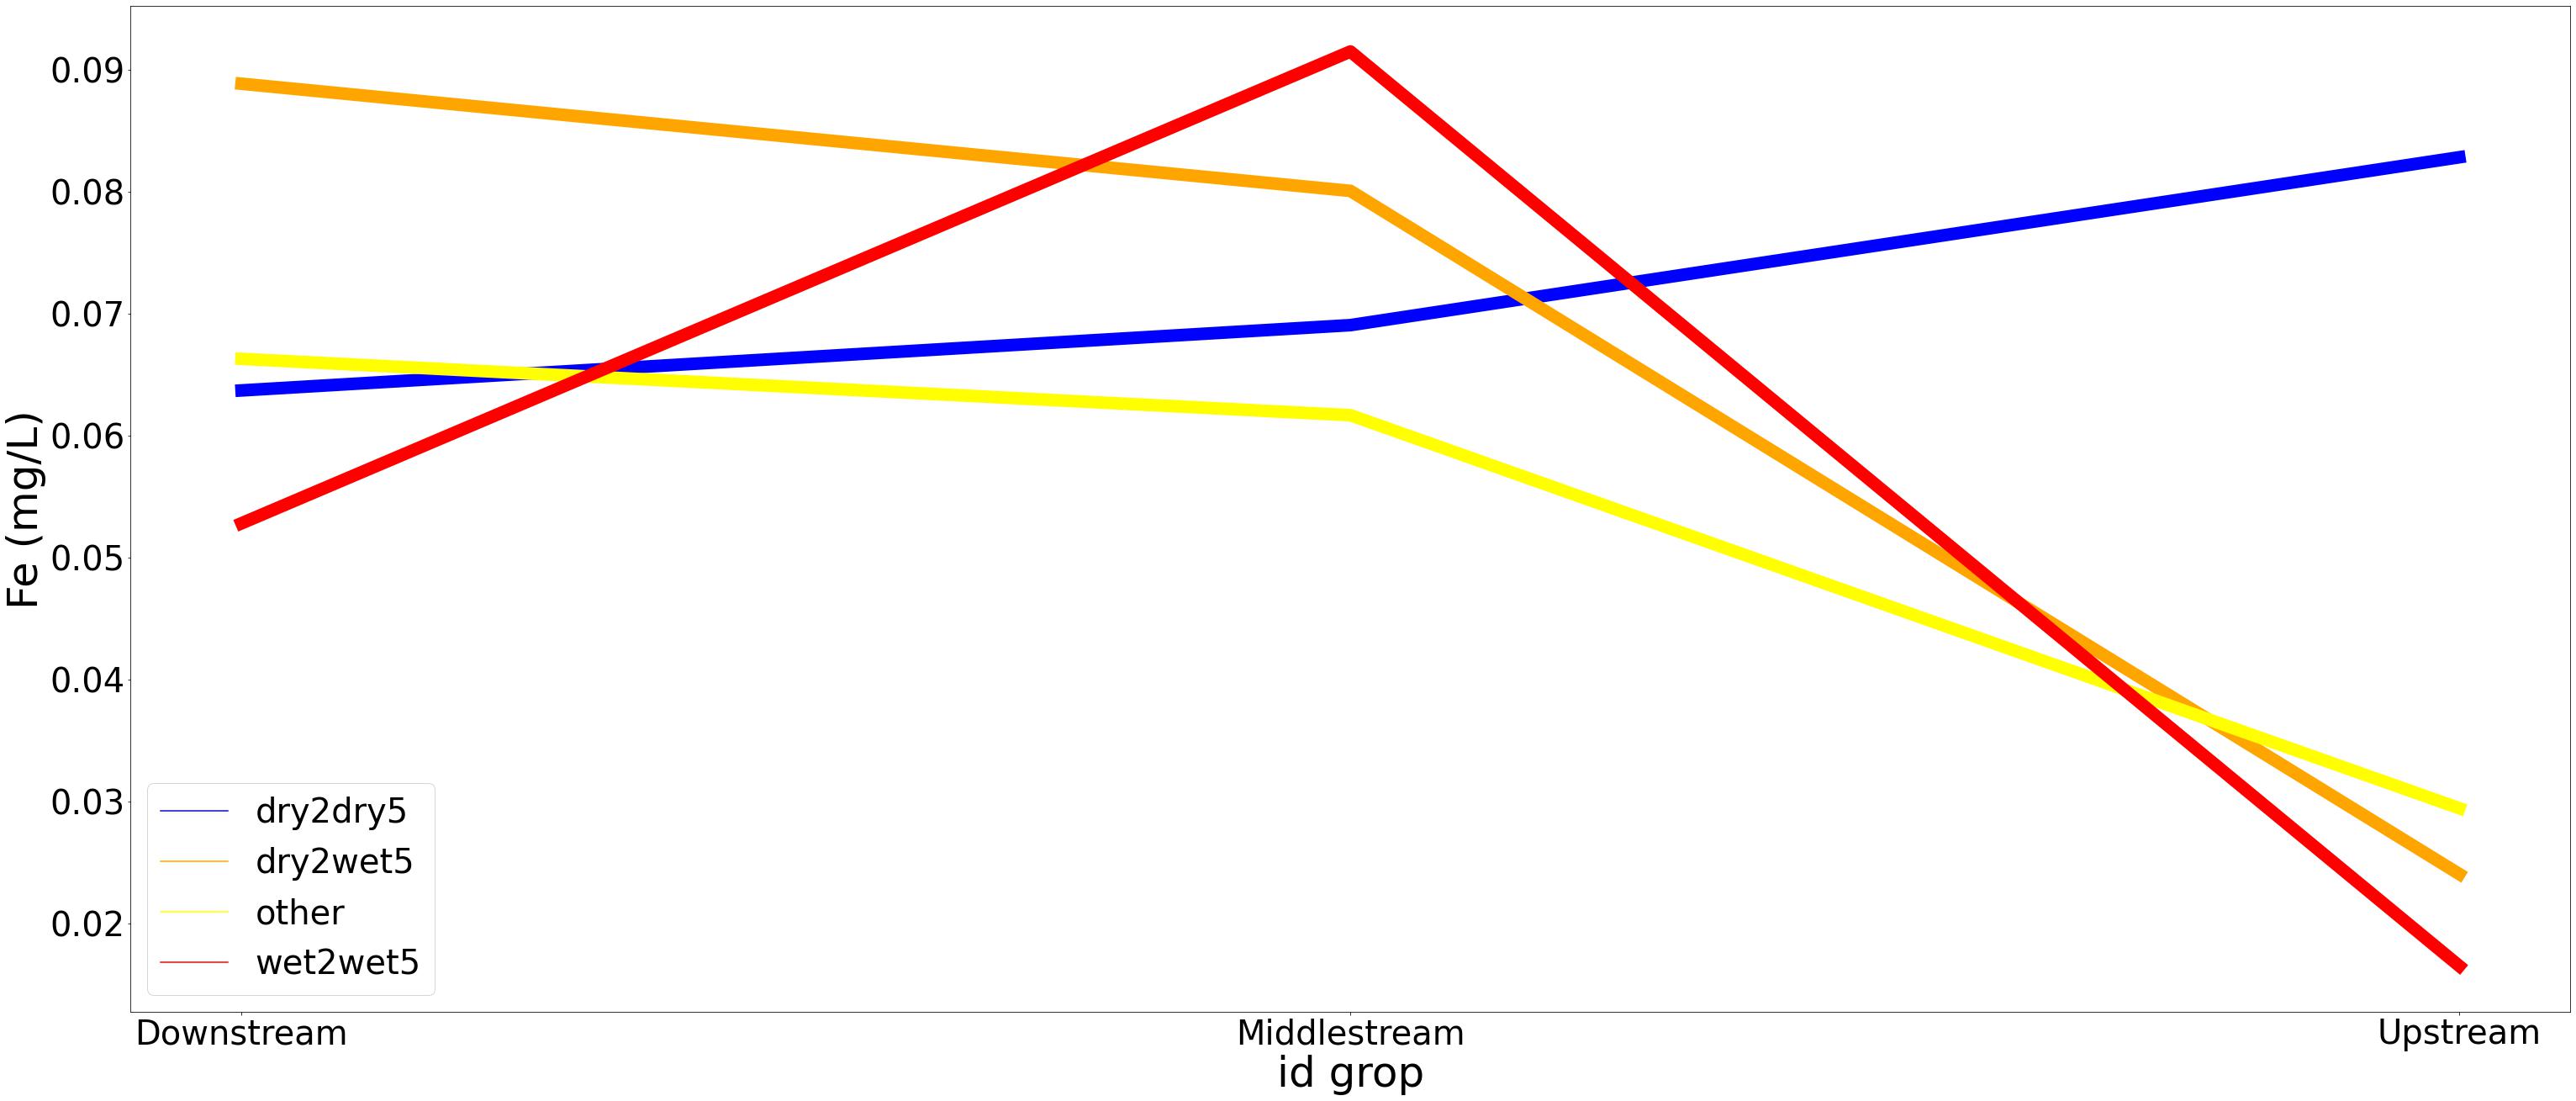 Fe (mg/L)
0.09
0.08
0.07
0.06
0.05
0.04
0.03
0.02
dry2dry5
dry2wet5
other
wet2wet5
Downstream
Middlestream
Upstream
id grop